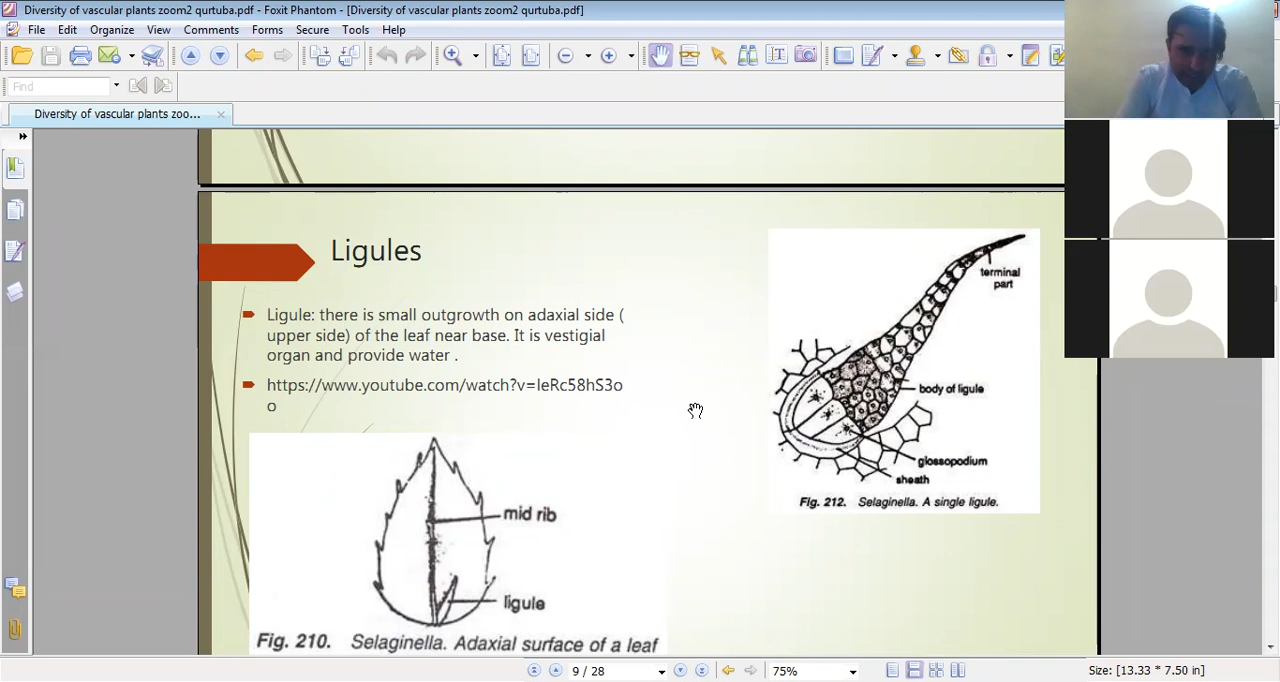 Diversity of vascular plants zoom2 qurtuba.pdf - Foxit Phantom - [Diversity of vascular plants zoom2 qurtuba.pdf]
File Edit Organize View Comments Forms Secure Tools Help
Find
Diversity of vascular plants zoo...
Ligules
Ligule: there is small outgrowth on adaxial side (
upper side) of the leaf near base. It is vestigial
organ and provide water .
https://www.youtube.com/watch?v=IeRc58hS3o
o
terminal
part
body of ligule
glossopodium
sheath
Fig. 212. Selaginella. A single ligule.
mid rib
ligule
Fig. 210. Selaginella. Adaxial surface of a leaf
9 / 28
75%
Size: [13.33 * 7.50 in]